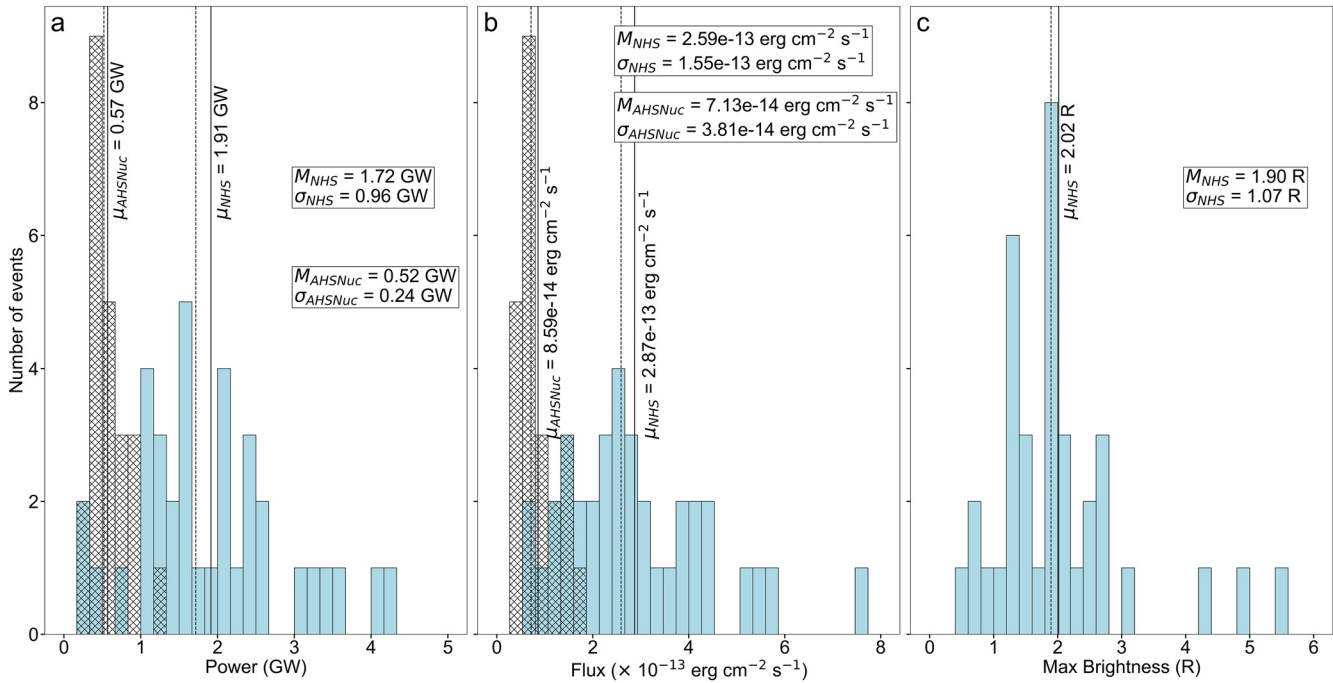 a
μAHSNuc = 0.57 GW
μNHS = 1.91 GW
MNHS = 1.72 GW
σNHS = 0.96 GW
MAHSNuc = 0.52 GW
σAHSNuc = 0.24 GW
Number of events
8
6
4
2
0
0 1 2 3 4 5
Power (GW)
b
MNHS = 2.59e-13 erg cm⁻² s⁻¹
σNHS = 1.55e-13 erg cm⁻² s⁻¹
MAHSNuc = 7.13e-14 erg cm⁻² s⁻¹
σAHSNuc = 3.81e-14 erg cm⁻² s⁻¹
μAHSNuc = 8.59e-14 erg cm⁻² s⁻¹
μNHS = 2.87e-13 erg cm⁻² s⁻¹
0 2 4 6 8
Flux (× 10⁻¹³ erg cm⁻² s⁻¹)
c
μNHS = 2.02 R
MNHS = 1.90 R
σNHS = 1.07 R
0 1 2 3 4 5 6
Max Brightness (R)